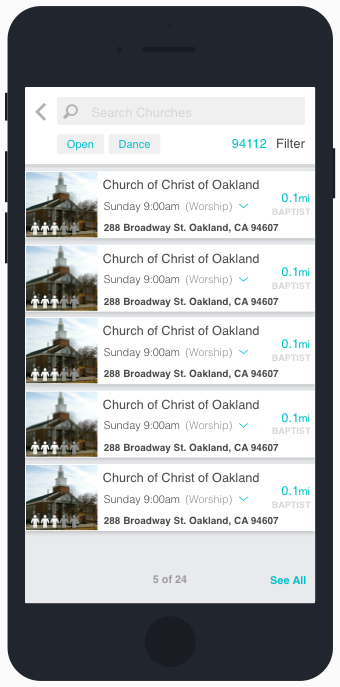 Search Churches
Open Dance 94112 Filter
Church of Christ of Oakland
Sunday 9:00am (Worship) 0.1mi
BAPTIST
288 Broadway St. Oakland, CA 94607
Church of Christ of Oakland
Sunday 9:00am (Worship) 0.1mi
BAPTIST
288 Broadway St. Oakland, CA 94607
Church of Christ of Oakland
Sunday 9:00am (Worship) 0.1mi
BAPTIST
288 Broadway St. Oakland, CA 94607
Church of Christ of Oakland
Sunday 9:00am (Worship) 0.1mi
BAPTIST
288 Broadway St. Oakland, CA 94607
Church of Christ of Oakland
Sunday 9:00am (Worship) 0.1mi
BAPTIST
288 Broadway St. Oakland, CA 94607
5 of 24 See All